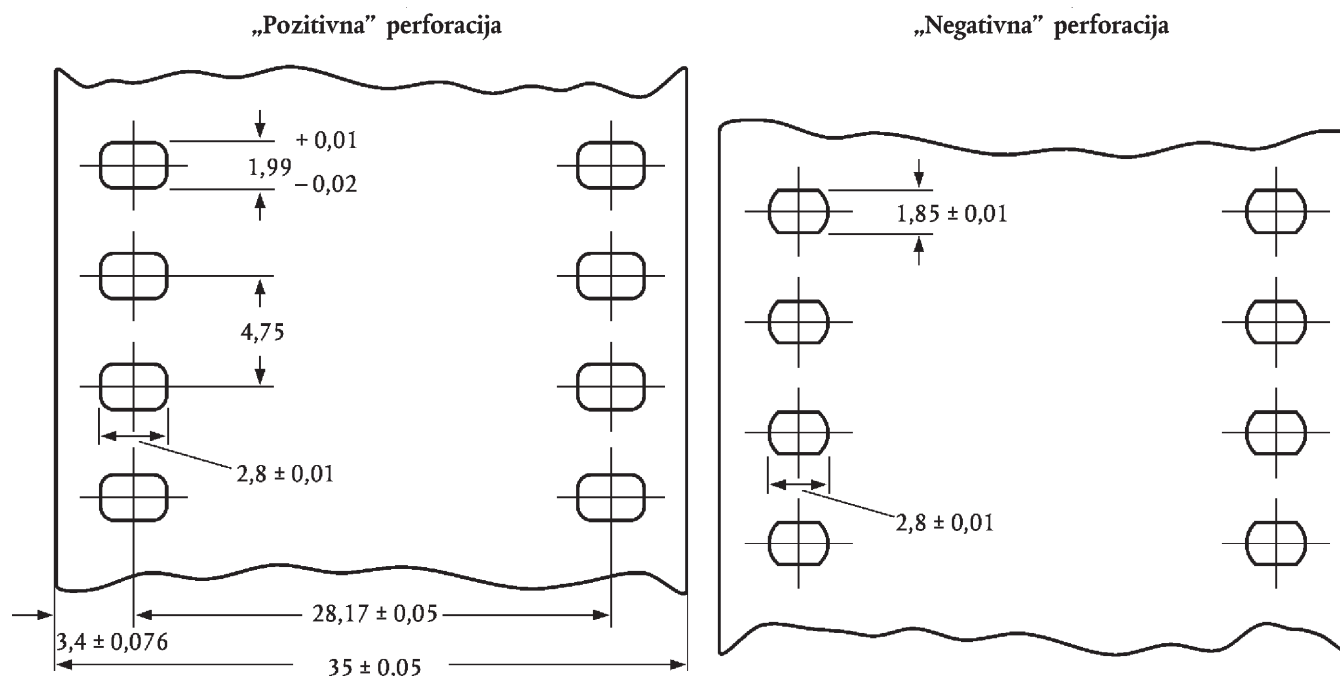 „Pozitivna” perforacija
+ 0,01
1,99
– 0,02
4,75
2,8 ± 0,01
28,17 ± 0,05
3,4 ± 0,076
35 ± 0,05
„Negativna” perforacija
1,85 ± 0,01
2,8 ± 0,01